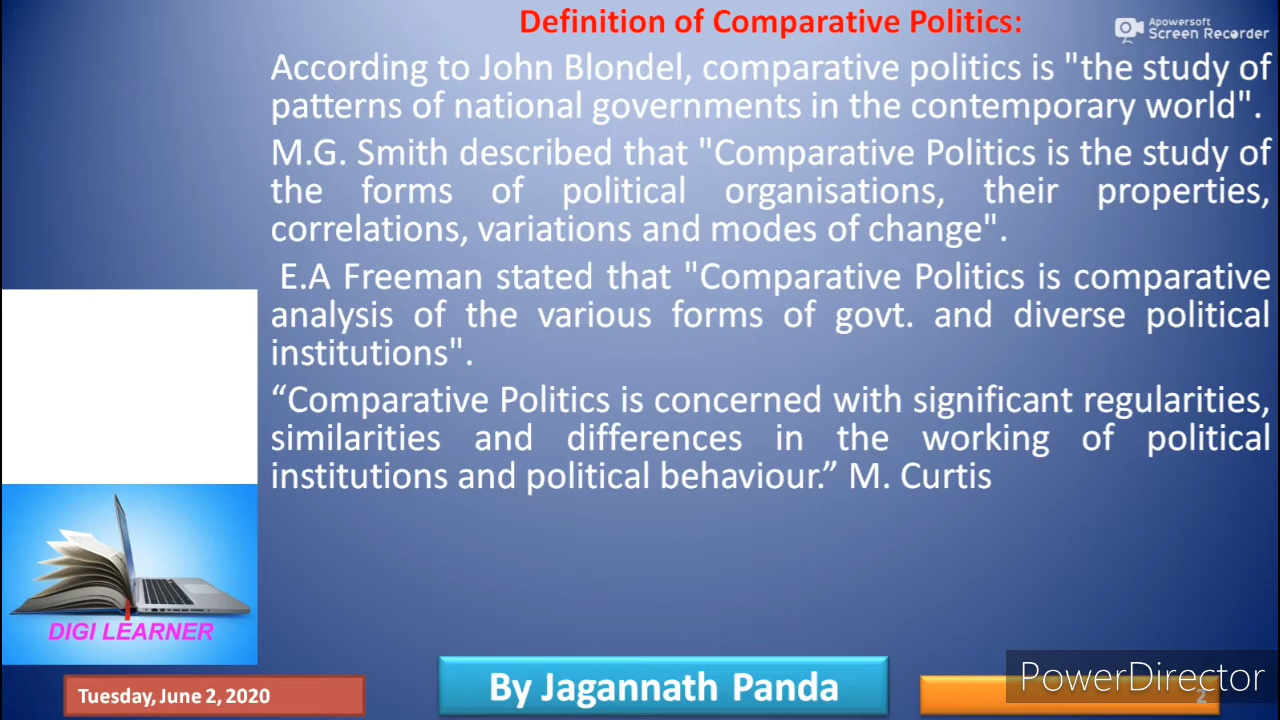 Definition of Comparative Politics:
Apowersoft
Screen Recorder
According to John Blondel, comparative politics is "the study of
patterns of national governments in the contemporary world".
M.G. Smith described that "Comparative Politics is the study of
the forms of political organisations, their properties,
correlations, variations and modes of change".
E.A Freeman stated that "Comparative Politics is comparative
analysis of the various forms of govt. and diverse political
institutions".
“Comparative Politics is concerned with significant regularities,
similarities and differences in the working of political
institutions and political behaviour.” M. Curtis
DIGI LEARNER
Tuesday, June 2, 2020
By Jagannath Panda
PowerDirector
2